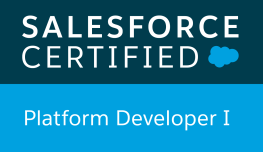 SALESFORCE
CERTIFIED
Platform Developer I